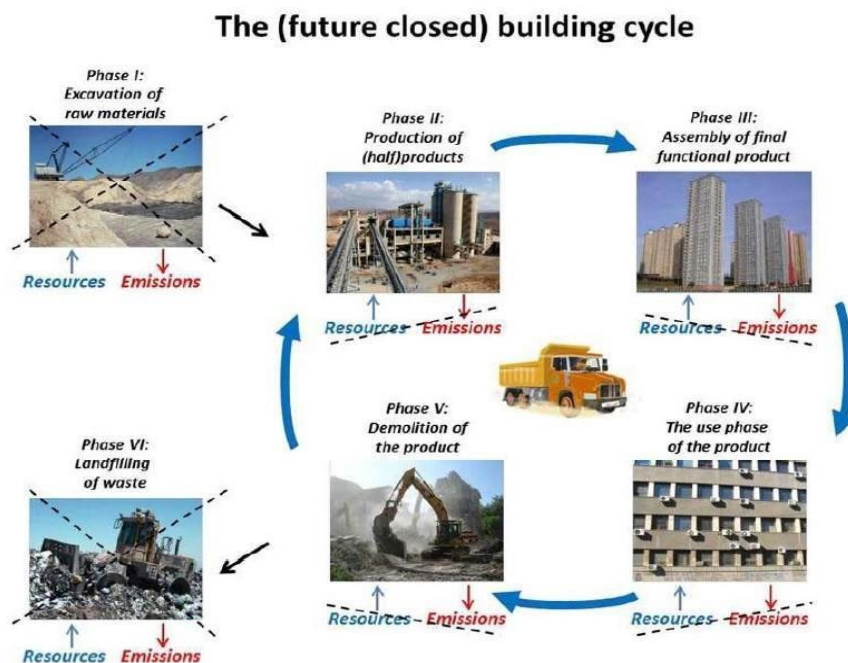 The (future closed) building cycle
Phase I:
Excavation of
raw materials
Resources Emissions
Phase II:
Production of
(half)products
Resources Emissions
Phase III:
Assembly of final
functional product
Resources Emissions
Phase VI:
Landfilling
of waste
Resources Emissions
Phase V:
Demolition of
the product
Resources Emissions
Phase IV:
The use phase
of the product
Resources Emissions